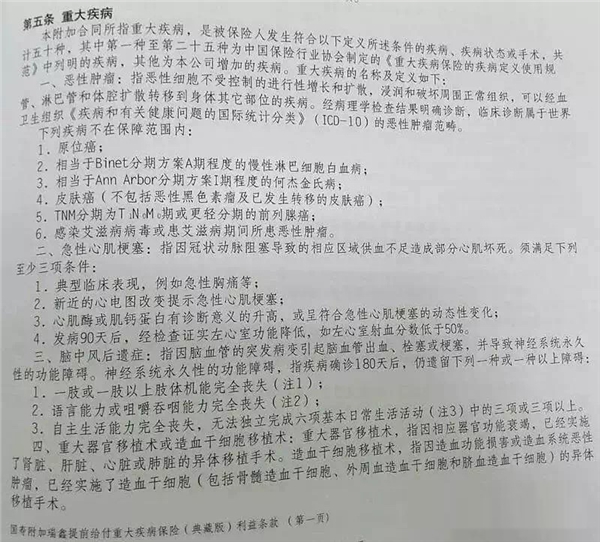 第五条 重大疾病
本附加合同所指重大疾病，是被保险人发生符合以下定义所述条件的疾病、疾病状态或手术，共
计五十种，其中第一种至第二十五种为中国保险行业协会制定的《重大疾病保险的疾病定义使用规
范》中列明的疾病，其他为本公司增加的疾病。重大疾病的名称及定义如下：
一、恶性肿瘤：指恶性细胞不受控制的进行性增长和扩散，浸润和破坏周围正常组织，可以经血
管、淋巴管和体腔扩散转移到身体其它部位的疾病。经病理学检查结果明确诊断，临床诊断属于世界
卫生组织《疾病和有关健康问题的国际统计分类》（ICD-10）的恶性肿瘤范畴。
下列疾病不在保障范围内：
1．原位癌；
2．相当于Binet分期方案A期程度的慢性淋巴细胞白血病；
3．相当于Ann Arbor分期方案I期程度的何杰金氏病；
4．皮肤癌（不包括恶性黑色素瘤及已发生转移的皮肤癌）；
5．TNM分期为T₁N₀M₀期或更轻分期的前列腺癌；
6．感染艾滋病病毒或患艾滋病期间所患恶性肿瘤。
二、急性心肌梗塞：指因冠状动脉阻塞导致的相应区域供血不足造成部分心肌坏死。须满足下列
至少三项条件：
1．典型临床表现，例如急性胸痛等；
2．新近的心电图改变提示急性心肌梗塞；
3．心肌酶或肌钙蛋白有诊断意义的升高，或呈符合急性心肌梗塞的动态性变化；
4．发病90天后，经检查证实左心室功能降低，如左心室射血分数低于50%。
三、脑中风后遗症：指因脑血管的突发病变引起脑血管出血、栓塞或梗塞，并导致神经系统永久
性的功能障碍。神经系统永久性的功能障碍，指疾病确诊180天后，仍遗留下列一种或一种以上障碍：
1．一肢或一肢以上肢体机能完全丧失（注1）；
2．语言能力或咀嚼吞咽能力完全丧失（注2）；
3．自主生活能力完全丧失，无法独立完成六项基本日常生活活动（注3）中的三项或三项以上。
四、重大器官移植术或造血干细胞移植术：重大器官移植术，指因相应器官功能衰竭，已经实施
了肾脏、肝脏、心脏或肺脏的异体移植手术。造血干细胞移植术，指因造血功能损害或造血系统恶性
肿瘤，已经实施了造血干细胞（包括骨髓造血干细胞、外周血造血干细胞和脐血造血干细胞）的异体
移植手术。
国寿附加瑞鑫提前给付重大疾病保险（典藏版）利益条款（第一页）